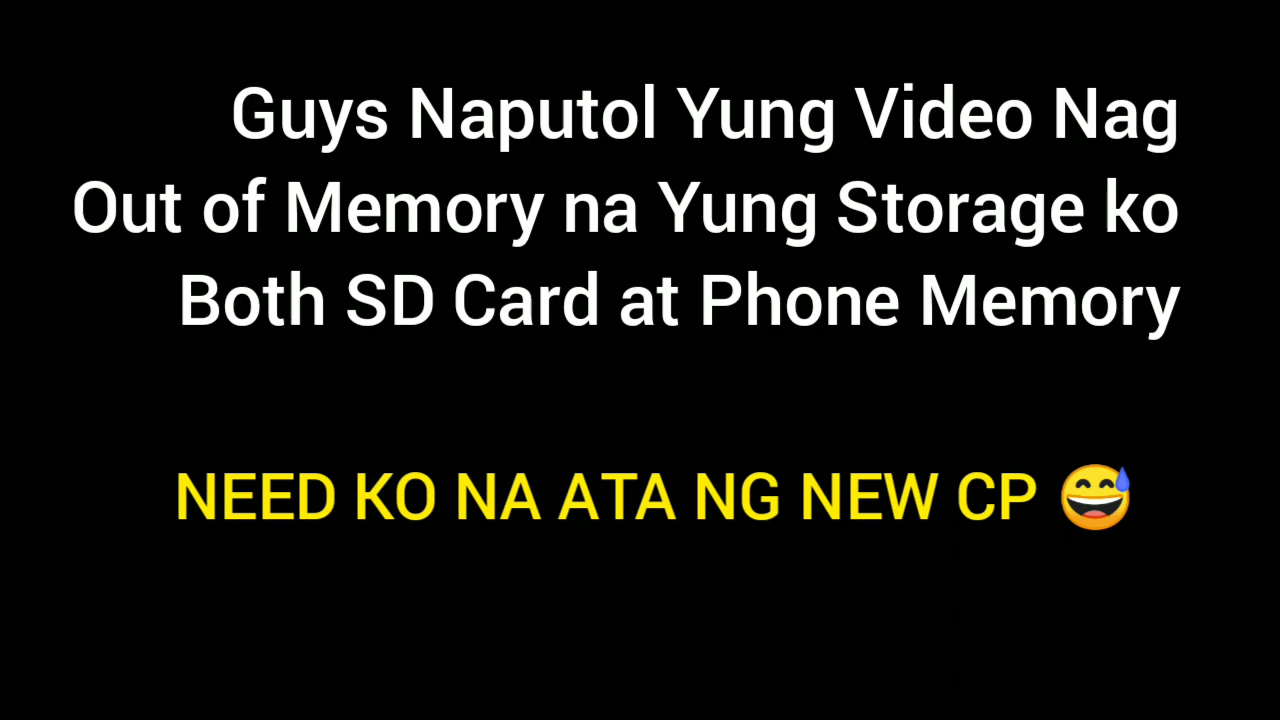 Guys Naputol Yung Video Nag
Out of Memory na Yung Storage ko
Both SD Card at Phone Memory
NEED KO NA ATA NG NEW CP 😅